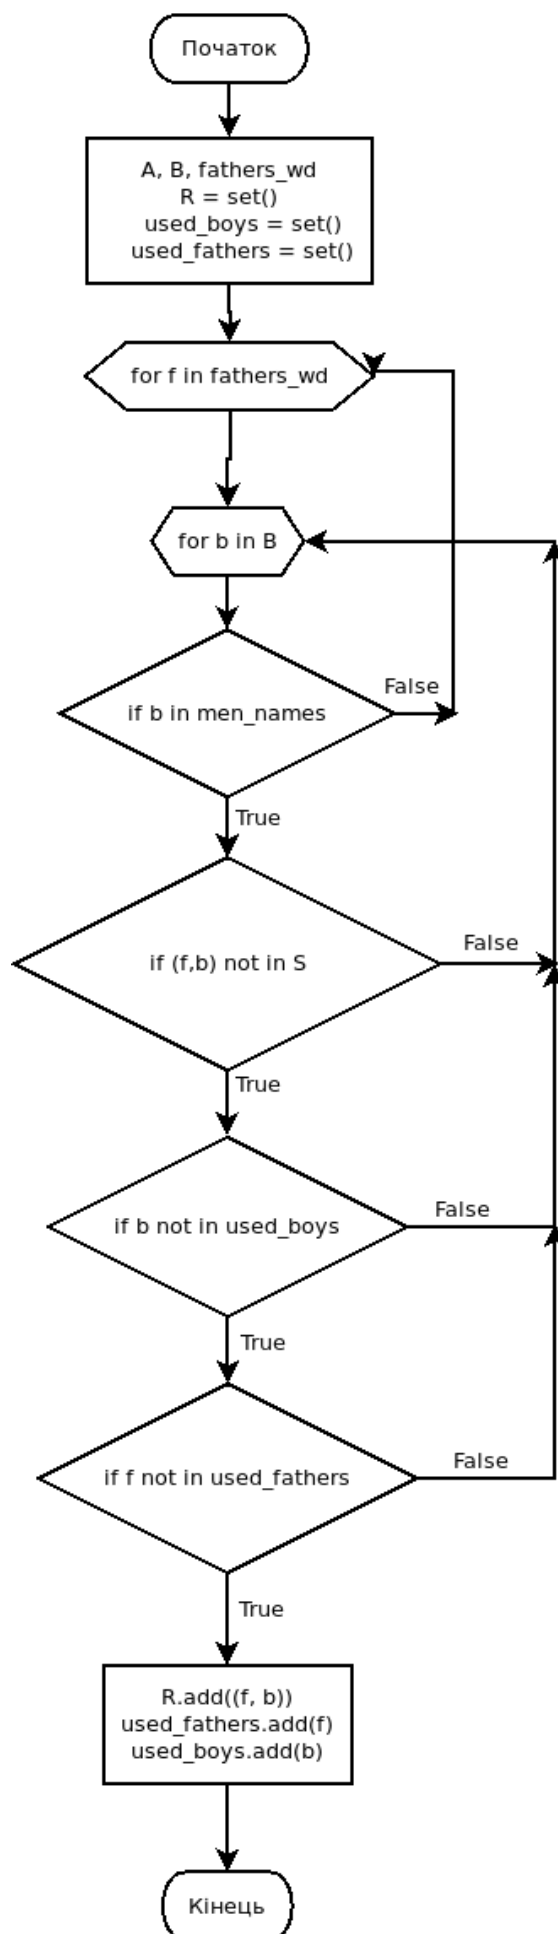 Початок
A, B, fathers_wd
R = set()
used_boys = set()
used_fathers = set()
for f in fathers_wd
for b in B
if b in men_names
False
True
if (f,b) not in S
False
True
if b not in used_boys
False
True
if f not in used_fathers
False
True
R.add((f, b))
used_fathers.add(f)
used_boys.add(b)
Кінець